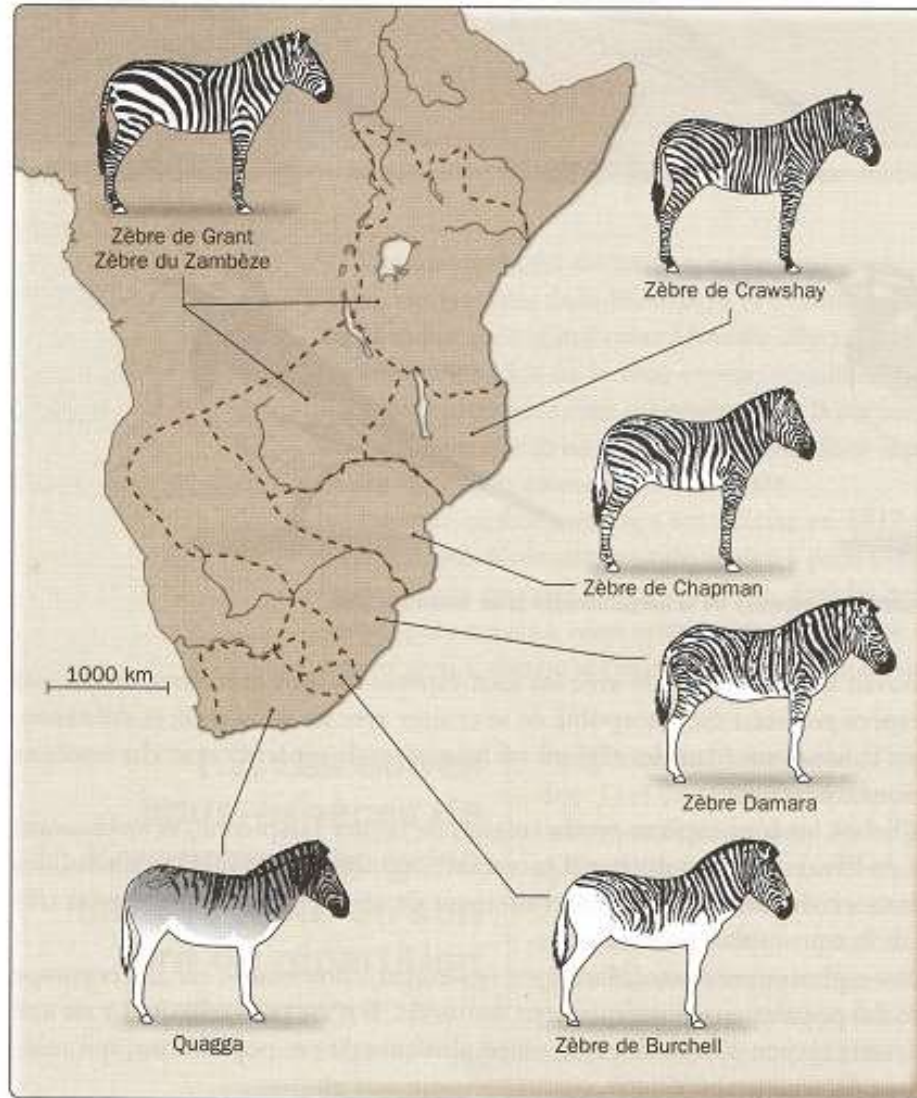 Zèbre de Grant
Zèbre du Zambèze
Zèbre de Crawshay
Zèbre de Chapman
1000 km
Zèbre Damara
Quagga
Zèbre de Burchell